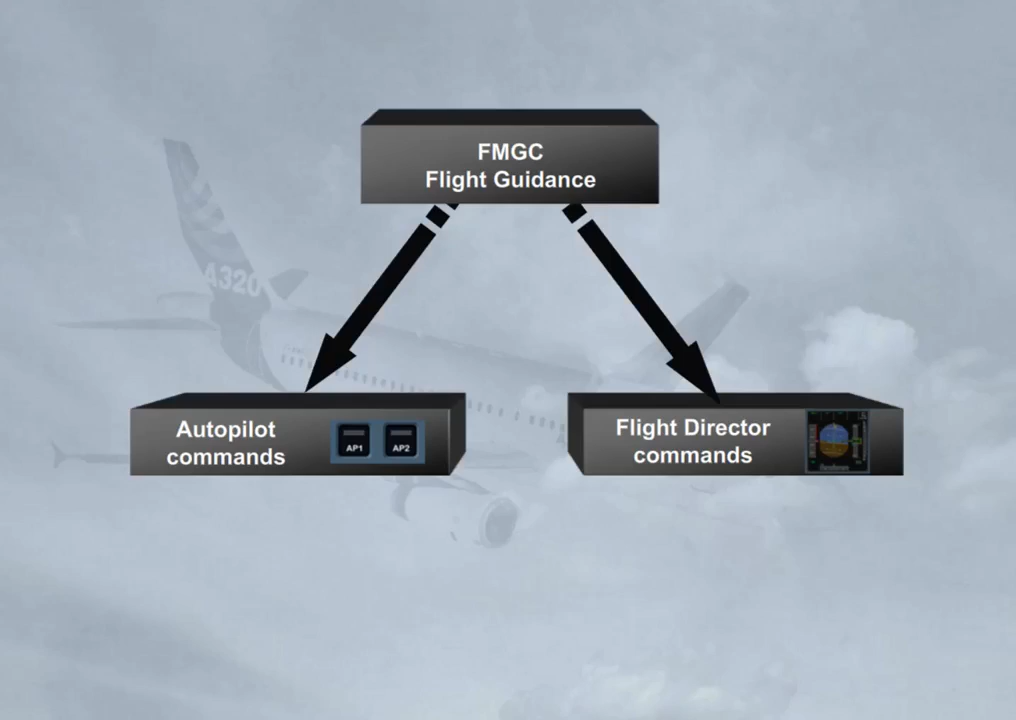 FMGC
Flight Guidance
A320
Autopilot
commands
AP1 AP2
Flight Director
commands